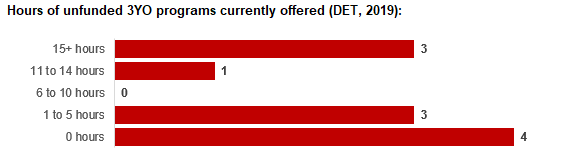 Hours of unfunded 3YO programs currently offered (DET, 2019):
15+ hours 3
11 to 14 hours 1
6 to 10 hours 0
1 to 5 hours 3
0 hours 4